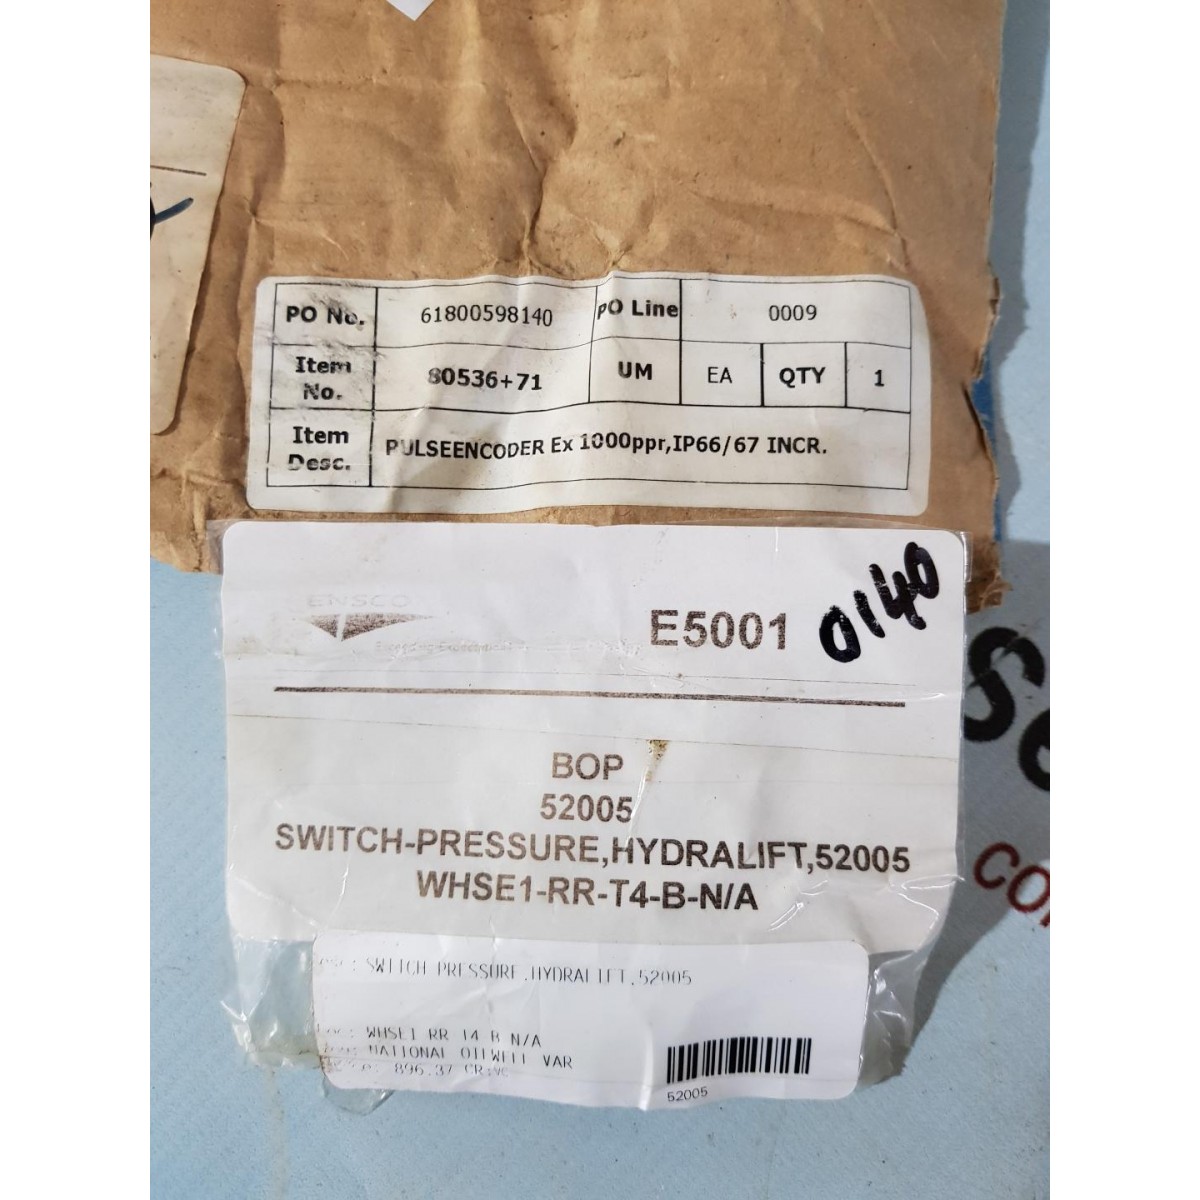 PO No. 61800598140 PO Line 0009
Item No. 80536+71 UM EA QTY 1
Item Desc. PULSEENCODER Ex 1000ppr,IP66/67 INCR.
ENSCO
E5001 0140
BOP
52005
SWITCH-PRESSURE,HYDRALIFT,52005
WHSE1-RR-T4-B-N/A
SWITCH PRESSURE,HYDRALIFT,52005
WHSE1 RR T4 B N/A
NATIONAL OILWELL VAR
896.37
52005